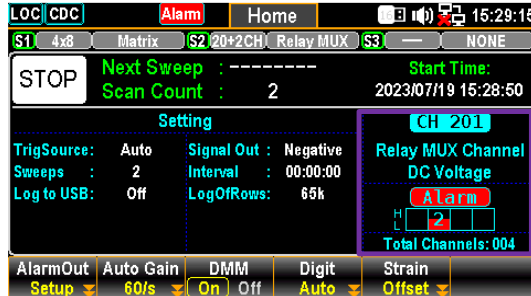 LOC CDC Alarm Home 15:29:15
S1 4x8 Matrix S2 20+2CH Relay MUX S3 — NONE
STOP
Next Sweep : --------
Scan Count : 2
Start Time:
2023/07/19 15:28:50
Setting
TrigSource: Auto Signal Out : Negative
Sweeps : 2 Interval : 00:00:00
Log to USB: Off LogOfRows: 65k
CH 201
Relay MUX Channel
DC Voltage
Alarm
H
L
2
Total Channels: 004
AlarmOut Auto Gain DMM Digit Strain
Setup 60/s On Off Auto Offset